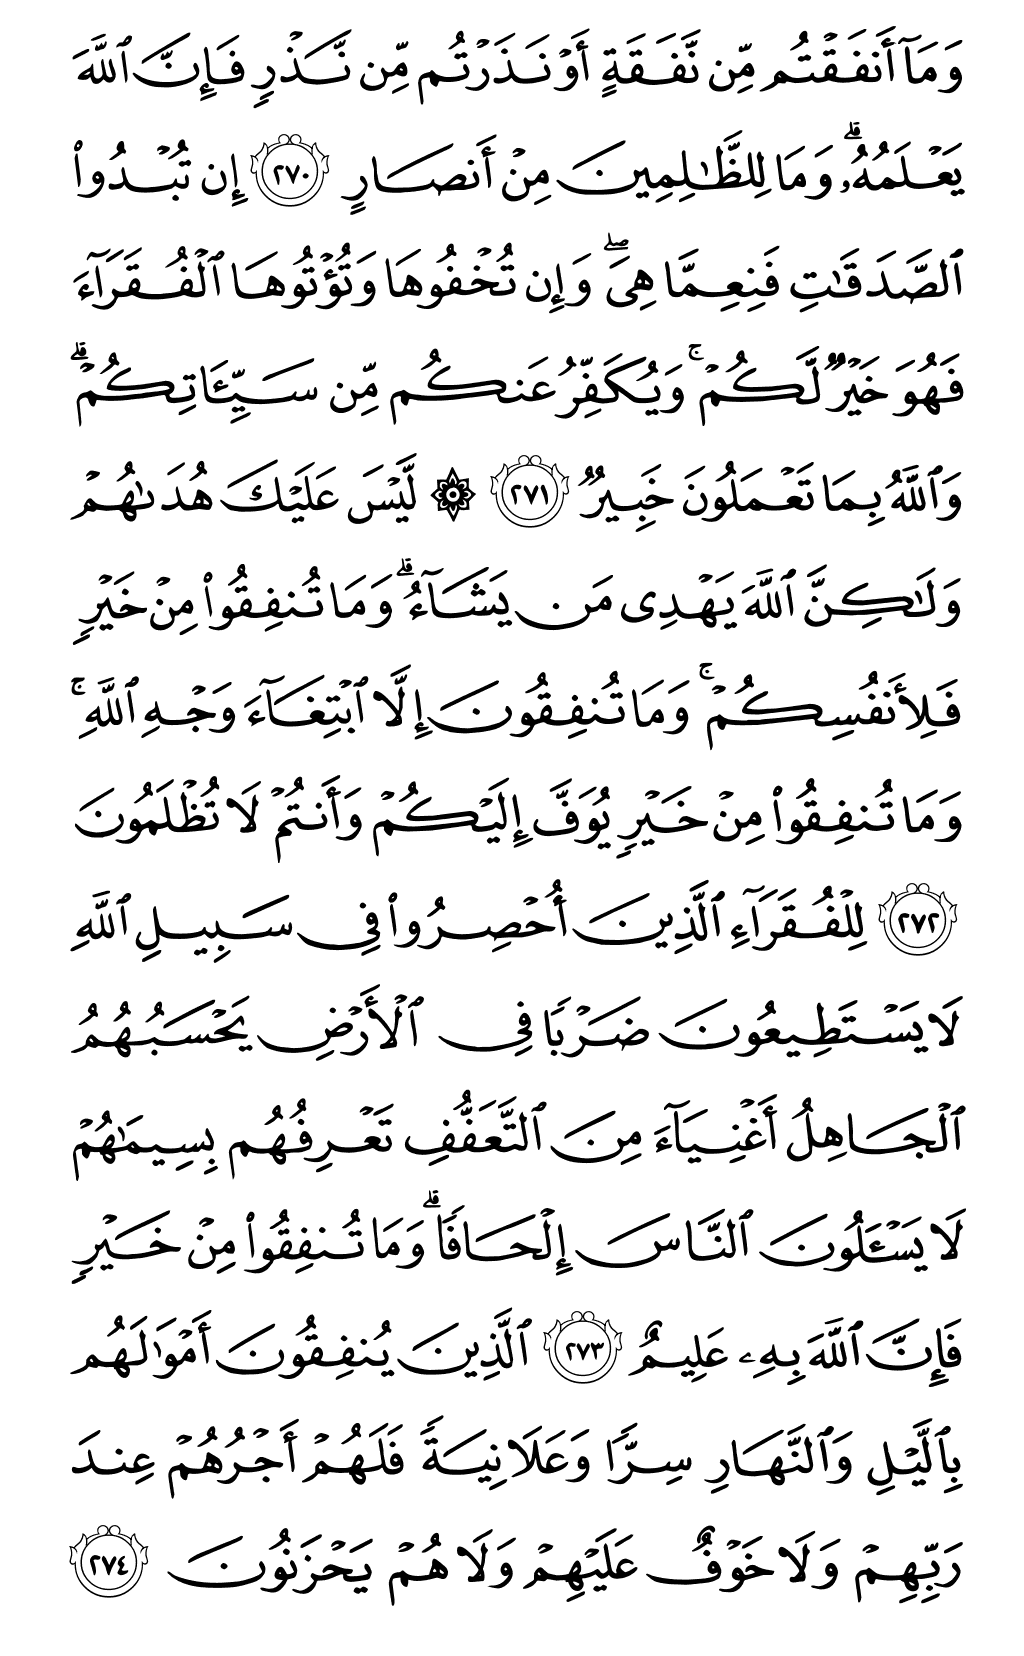 وَمَآ أَنفَقۡتُم مِّن نَّفَقَةٍ أَوۡ نَذَرۡتُم مِّن نَّذۡرٖ فَإِنَّ ٱللَّهَ
يَعۡلَمُهُۥۗ وَمَا لِلظَّٰلِمِينَ مِنۡ أَنصَارٍ ٢٧٠ إِن تُبۡدُواْ
ٱلصَّدَقَٰتِ فَنِعِمَّا هِيَۖ وَإِن تُخۡفُوهَا وَتُؤۡتُوهَا ٱلۡفُقَرَآءَ
فَهُوَ خَيۡرٞ لَّكُمۡۚ وَيُكَفِّرُ عَنكُم مِّن سَيِّـَٔاتِكُمۡۗ
وَٱللَّهُ بِمَا تَعۡمَلُونَ خَبِيرٞ ٢٧١ ۞ لَّيۡسَ عَلَيۡكَ هُدَىٰهُمۡ
وَلَٰكِنَّ ٱللَّهَ يَهۡدِي مَن يَشَآءُۗ وَمَا تُنفِقُواْ مِنۡ خَيۡرٖ
فَلِأَنفُسِكُمۡۚ وَمَا تُنفِقُونَ إِلَّا ٱبۡتِغَآءَ وَجۡهِ ٱللَّهِۚ
وَمَا تُنفِقُواْ مِنۡ خَيۡرٖ يُوَفَّ إِلَيۡكُمۡ وَأَنتُمۡ لَا تُظۡلَمُونَ
٢٧٢ لِلۡفُقَرَآءِ ٱلَّذِينَ أُحۡصِرُواْ فِي سَبِيلِ ٱللَّهِ
لَا يَسۡتَطِيعُونَ ضَرۡبٗا فِي ٱلۡأَرۡضِ يَحۡسَبُهُمُ
ٱلۡجَاهِلُ أَغۡنِيَآءَ مِنَ ٱلتَّعَفُّفِ تَعۡرِفُهُم بِسِيمَٰهُمۡ
لَا يَسۡـَٔلُونَ ٱلنَّاسَ إِلۡحَافٗاۗ وَمَا تُنفِقُواْ مِنۡ خَيۡرٖ
فَإِنَّ ٱللَّهَ بِهِۦ عَلِيمٌ ٢٧٣ ٱلَّذِينَ يُنفِقُونَ أَمۡوَٰلَهُم
بِٱلَّيۡلِ وَٱلنَّهَارِ سِرّٗا وَعَلَانِيَةٗ فَلَهُمۡ أَجۡرُهُمۡ عِندَ
رَبِّهِمۡ وَلَا خَوۡفٌ عَلَيۡهِمۡ وَلَا هُمۡ يَحۡزَنُونَ ٢٧٤